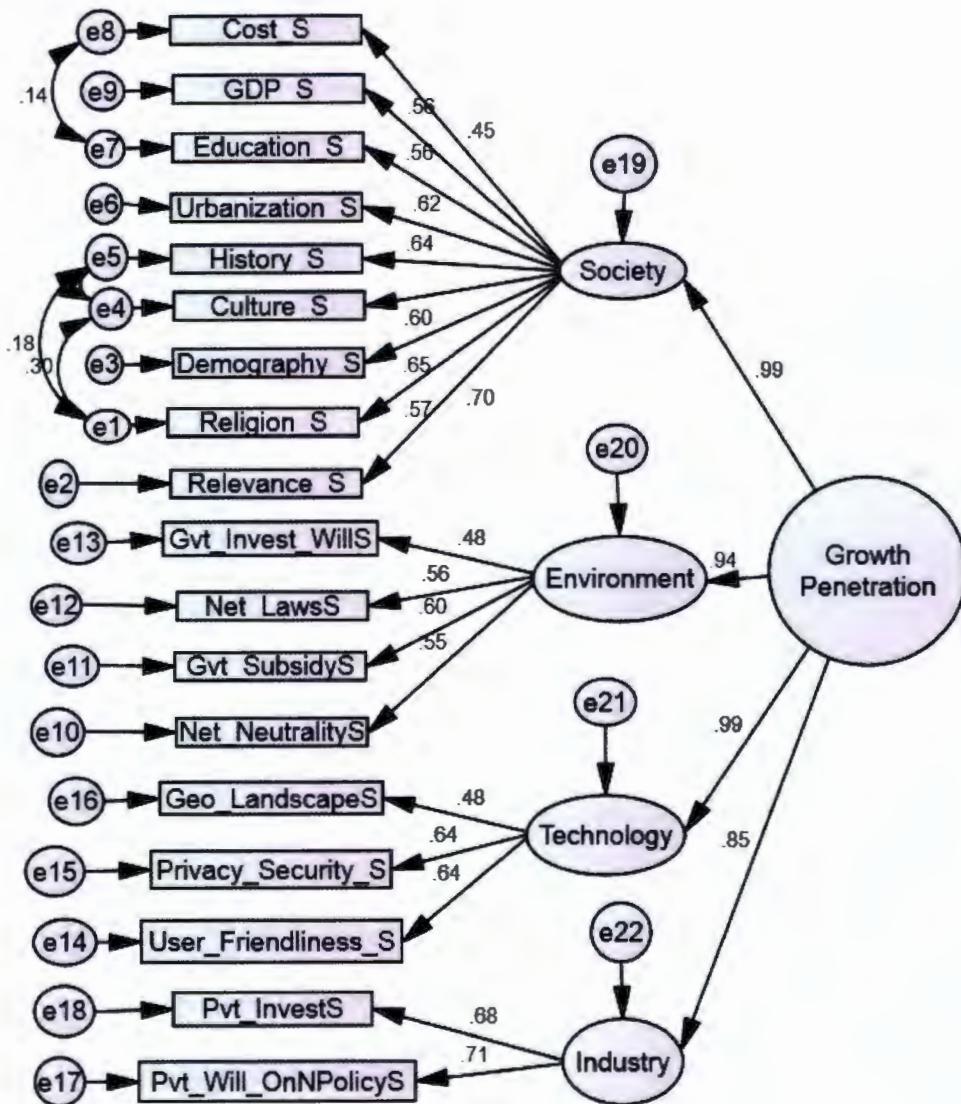 e8
Cost_S
e9
GDP_S
.14
e7
Education_S
e6
Urbanization_S
e5
History_S
e4
Culture_S
.18
.30
e3
Demography_S
e1
Religion_S
e2
Relevance_S
.56
.45
.56
.62
.64
.60
.65
.57
.70
e19
Society
.99
e13
Gvt_Invest_WillS
e12
Net_LawsS
e11
Gvt_SubsidyS
e10
Net_NeutralityS
.48
.56
.60
.55
e20
Environment
.94
Growth
Penetration
e16
Geo_LandscapeS
e15
Privacy_Security_S
e14
User_Friendliness_S
.48
.64
.64
e21
Technology
.99
.85
e18
Pvt_InvestS
e17
Pvt_Will_OnNPolicyS
.68
.71
e22
Industry